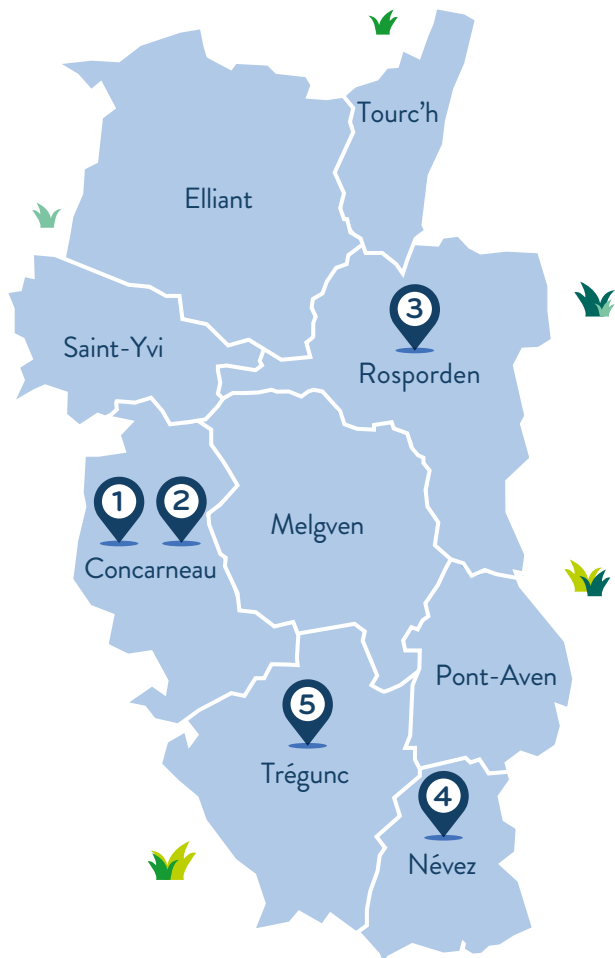 Tourc'h
Elliant
3
Saint-Yvi
Rosporden
1
2
Melgven
Concarneau
Pont-Aven
5
Trégunc
4
Névez